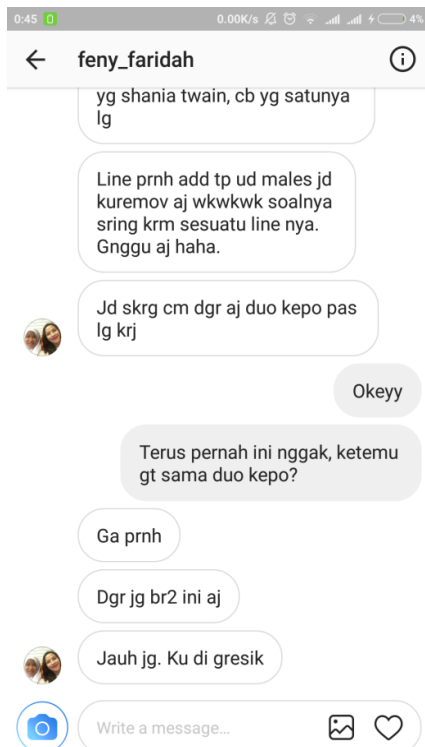 0:45 0.00K/s 4%
feny_faridah
yg shania twain, cb yg satunya
lg
Line prnh add tp ud males jd
kuremov aj wkwkwk soalnya
sring krm sesuatu line nya.
Gnggu aj haha.
Jd skrg cm dgr aj duo kepo pas
lg krj
Okeyy
Terus pernah ini nggak, ketemu
gt sama duo kepo?
Ga prnh
Dgr jg br2 ini aj
Jauh jg. Ku di gresik
Write a message...